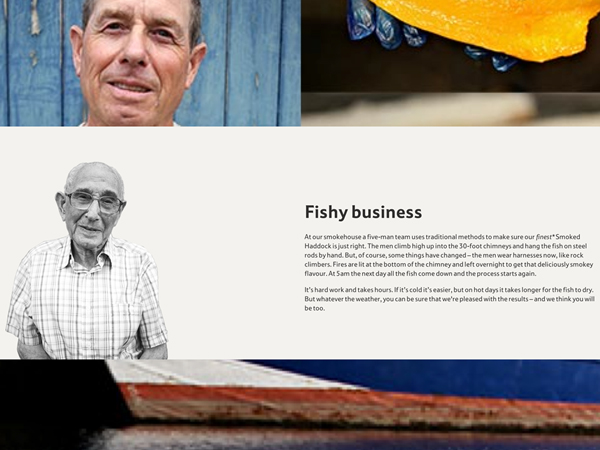 Fishy business
At our smokehouse a five-man team uses traditional methods to make sure our finest* Smoked
Haddock is just right. The men climb high up into the 30-foot chimneys and hang the fish on steel
rods by hand. But, of course, some things have changed – the men wear harnesses now, like rock
climbers. Fires are lit at the bottom of the chimney and left overnight to get that deliciously smokey
flavour. At 5am the next day all the fish come down and the process starts again.
It's hard work and takes hours. If it's cold it's easier, but on hot days it takes longer for the fish to dry.
But whatever the weather, you can be sure that we're pleased with the results – and we think you will
be too.